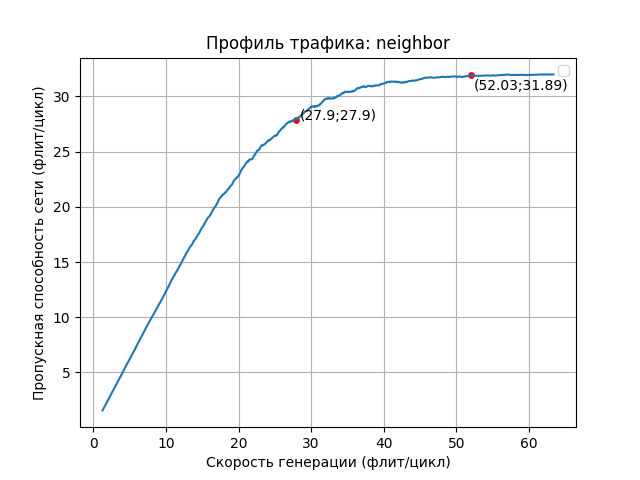 Профиль трафика: neighbor
Пропускная способность сети (флит/цикл)
30
25
20
15
10
5
(27.9;27.9)
(52.03;31.89)
0 10 20 30 40 50 60
Скорость генерации (флит/цикл)